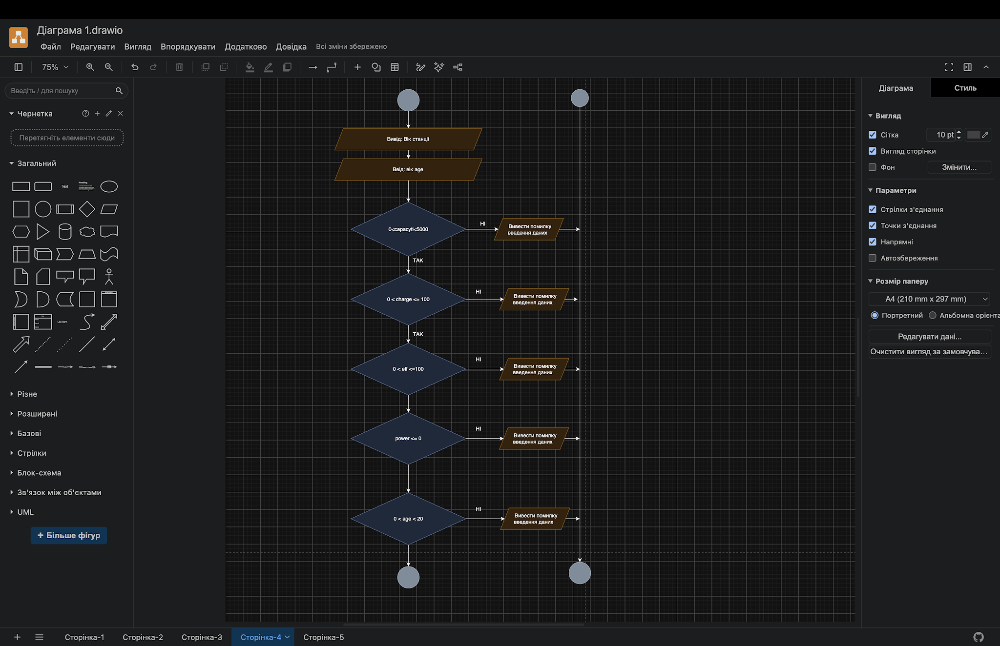 Діаграма 1.drawio
Файл Редагувати Вигляд Впорядкувати Додатково Довідка Всі зміни збережено
75%
Введіть / для пошуку
Чернетка
Перетягніть елементи сюди
Загальний
Text
Heading
List
List Item
Різне
Розширені
Базові
Стрілки
Блок-схема
Зв'язок між об'єктами
UML
+ Більше фігур
Вивід: Вік станції
Ввід: вік age
0<capacyti<5000
НІ
Вивести помилку
введення даних
ТАК
0 < charge <= 100
НІ
Вивести помилку
введення даних
ТАК
0 < eff <=100
НІ
Вивести помилку
введення даних
power <= 0
НІ
Вивести помилку
введення даних
0 < age < 20
НІ
Вивести помилку
введення даних
Діаграма Стиль
Вигляд
Сітка 10 pt
Вигляд сторінки
Фон Змінити...
Параметри
Стрілки з'єднання
Точки з'єднання
Напрямні
Автозбереження
Розмір паперу
A4 (210 mm x 297 mm)
Портретний Альбомна орієнта
Редагувати дані...
Очистити вигляд за замовчува...
Сторінка-1 Сторінка-2 Сторінка-3 Сторінка-4 Сторінка-5